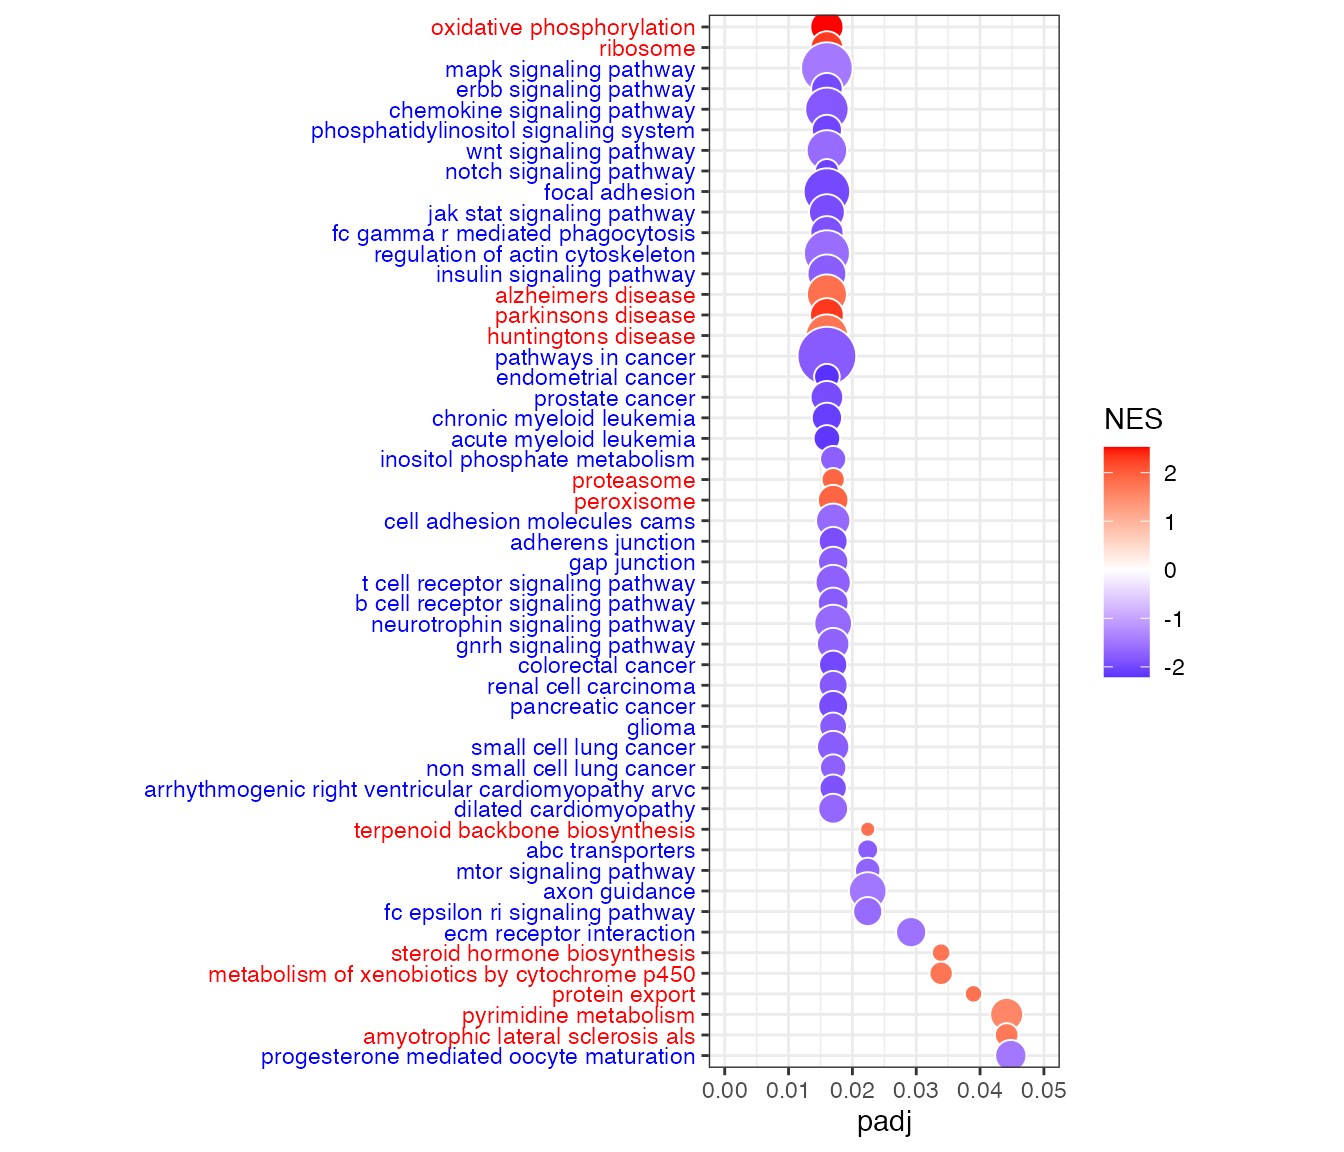 oxidative phosphorylation
ribosome
mapk signaling pathway
erbb signaling pathway
chemokine signaling pathway
phosphatidylinositol signaling system
wnt signaling pathway
notch signaling pathway
focal adhesion
jak stat signaling pathway
fc gamma r mediated phagocytosis
regulation of actin cytoskeleton
insulin signaling pathway
alzheimers disease
parkinsons disease
huntingtons disease
pathways in cancer
endometrial cancer
prostate cancer
chronic myeloid leukemia
acute myeloid leukemia
inositol phosphate metabolism
proteasome
peroxisome
cell adhesion molecules cams
adherens junction
gap junction
t cell receptor signaling pathway
b cell receptor signaling pathway
neurotrophin signaling pathway
gnrh signaling pathway
colorectal cancer
renal cell carcinoma
pancreatic cancer
glioma
small cell lung cancer
non small cell lung cancer
arrhythmogenic right ventricular cardiomyopathy arvc
dilated cardiomyopathy
terpenoid backbone biosynthesis
abc transporters
mtor signaling pathway
axon guidance
fc epsilon ri signaling pathway
ecm receptor interaction
steroid hormone biosynthesis
metabolism of xenobiotics by cytochrome p450
protein export
pyrimidine metabolism
amyotrophic lateral sclerosis als
progesterone mediated oocyte maturation
0.00 0.01 0.02 0.03 0.04 0.05
padj
NES
2
1
0
-1
-2